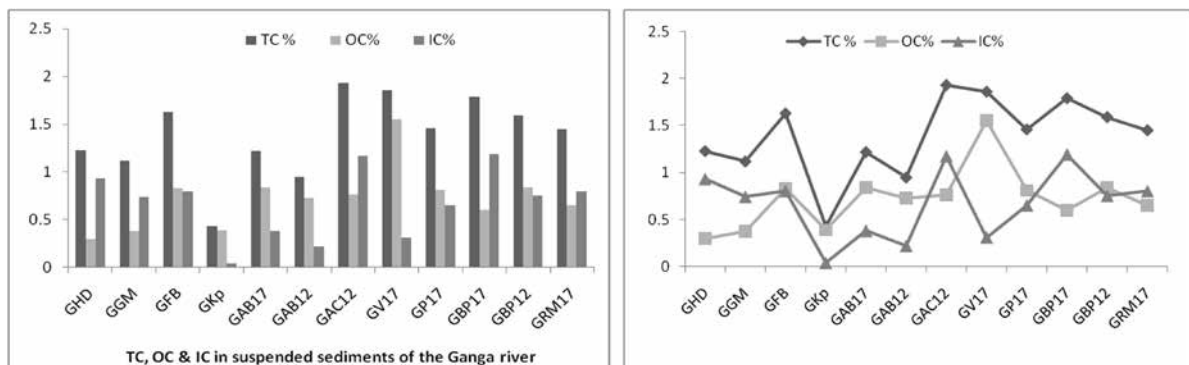 2.5
TC % OC% IC%
2
1.5
1
0.5
0
GHD GGM GFB GKp GAB17 GAB12 GAC12 GV17 GP17 GBP17 GBP12 GRM17
TC, OC & IC in suspended sediments of the Ganga river
2.5
TC % OC% IC%
2
1.5
1
0.5
0
GHD GGM GFB GKp GAB17 GAB12 GAC12 GV17 GP17 GBP17 GBP12 GRM17